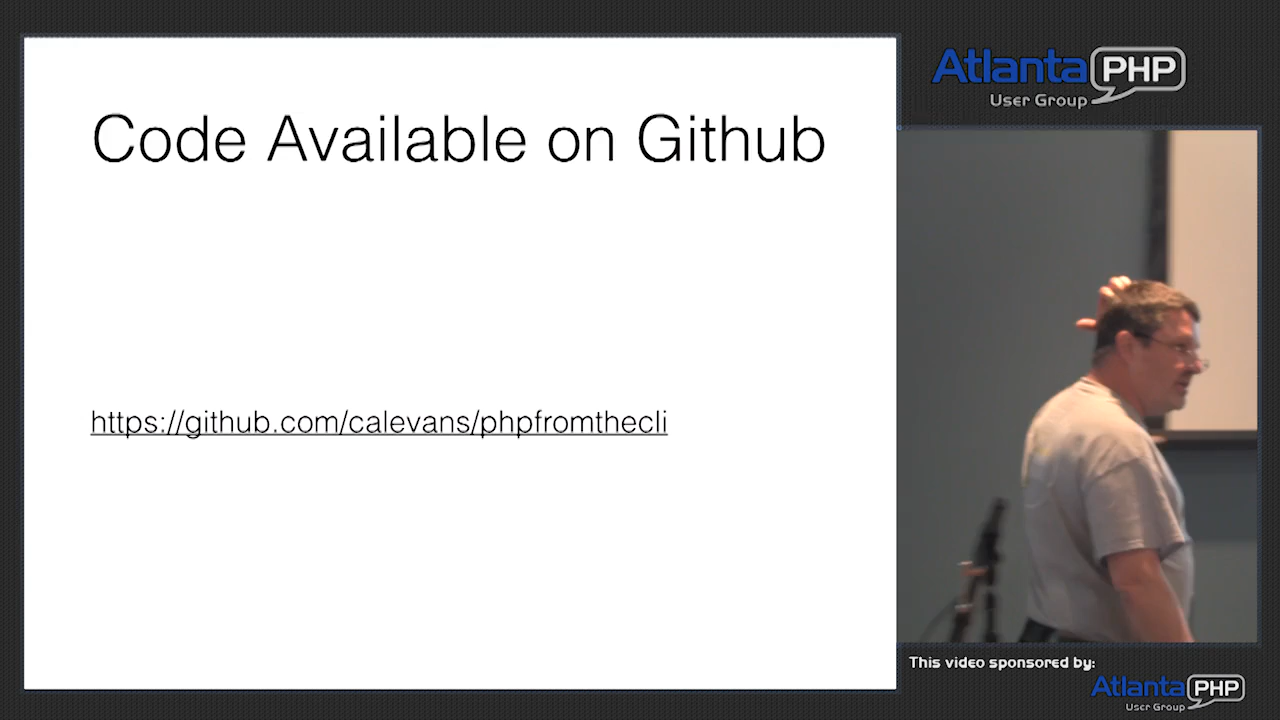 Code Available on Github
https://github.com/calevans/phpfromthecli
Atlanta PHP
User Group
This video sponsored by:
Atlanta PHP
User Group